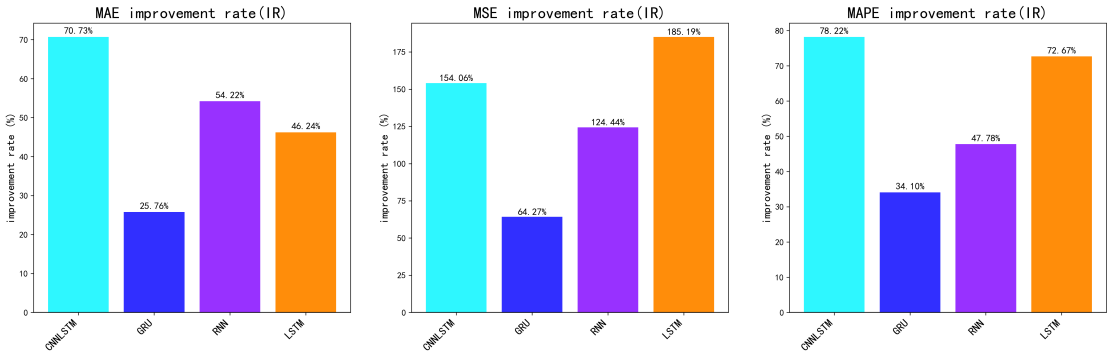 MAE improvement rate(IR)
improvement rate (%)
70
60
50
40
30
20
10
0
70.73%
25.76%
54.22%
46.24%
CNNLSTM
GRU
RNN
LSTM
MSE improvement rate(IR)
improvement rate (%)
175
150
125
100
75
50
25
0
154.06%
64.27%
124.44%
185.19%
CNNLSTM
GRU
RNN
LSTM
MAPE improvement rate(IR)
improvement rate (%)
80
70
60
50
40
30
20
10
0
78.22%
34.10%
47.78%
72.67%
CNNLSTM
GRU
RNN
LSTM